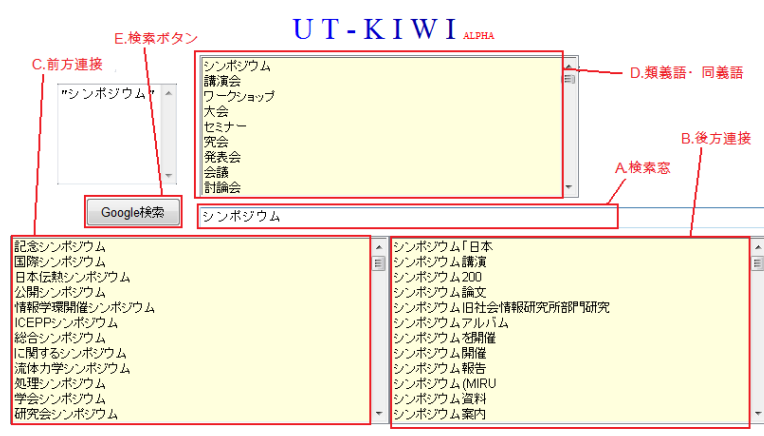 UT-KIWI ALPHA
E.検索ボタン
C.前方連接
D.類義語・同義語
"シンポジウム"
シンポジウム
講演会
ワークショップ
大会
セミナー
究会
発表会
会議
討論会
B.後方連接
A.検索窓
Google検索
シンポジウム
記念シンポジウム
国際シンポジウム
日本伝熱シンポジウム
公開シンポジウム
情報学環開催シンポジウム
ICEPPシンポジウム
総合シンポジウム
に関するシンポジウム
流体力学シンポジウム
処理シンポジウム
学会シンポジウム
研究会シンポジウム
シンポジウム「日本
シンポジウム講演
シンポジウム200
シンポジウム論文
シンポジウム旧社会情報研究所部門研究
シンポジウムアルバム
シンポジウムを開催
シンポジウム開催
シンポジウム報告
シンポジウム(MIRU
シンポジウム資料
シンポジウム案内